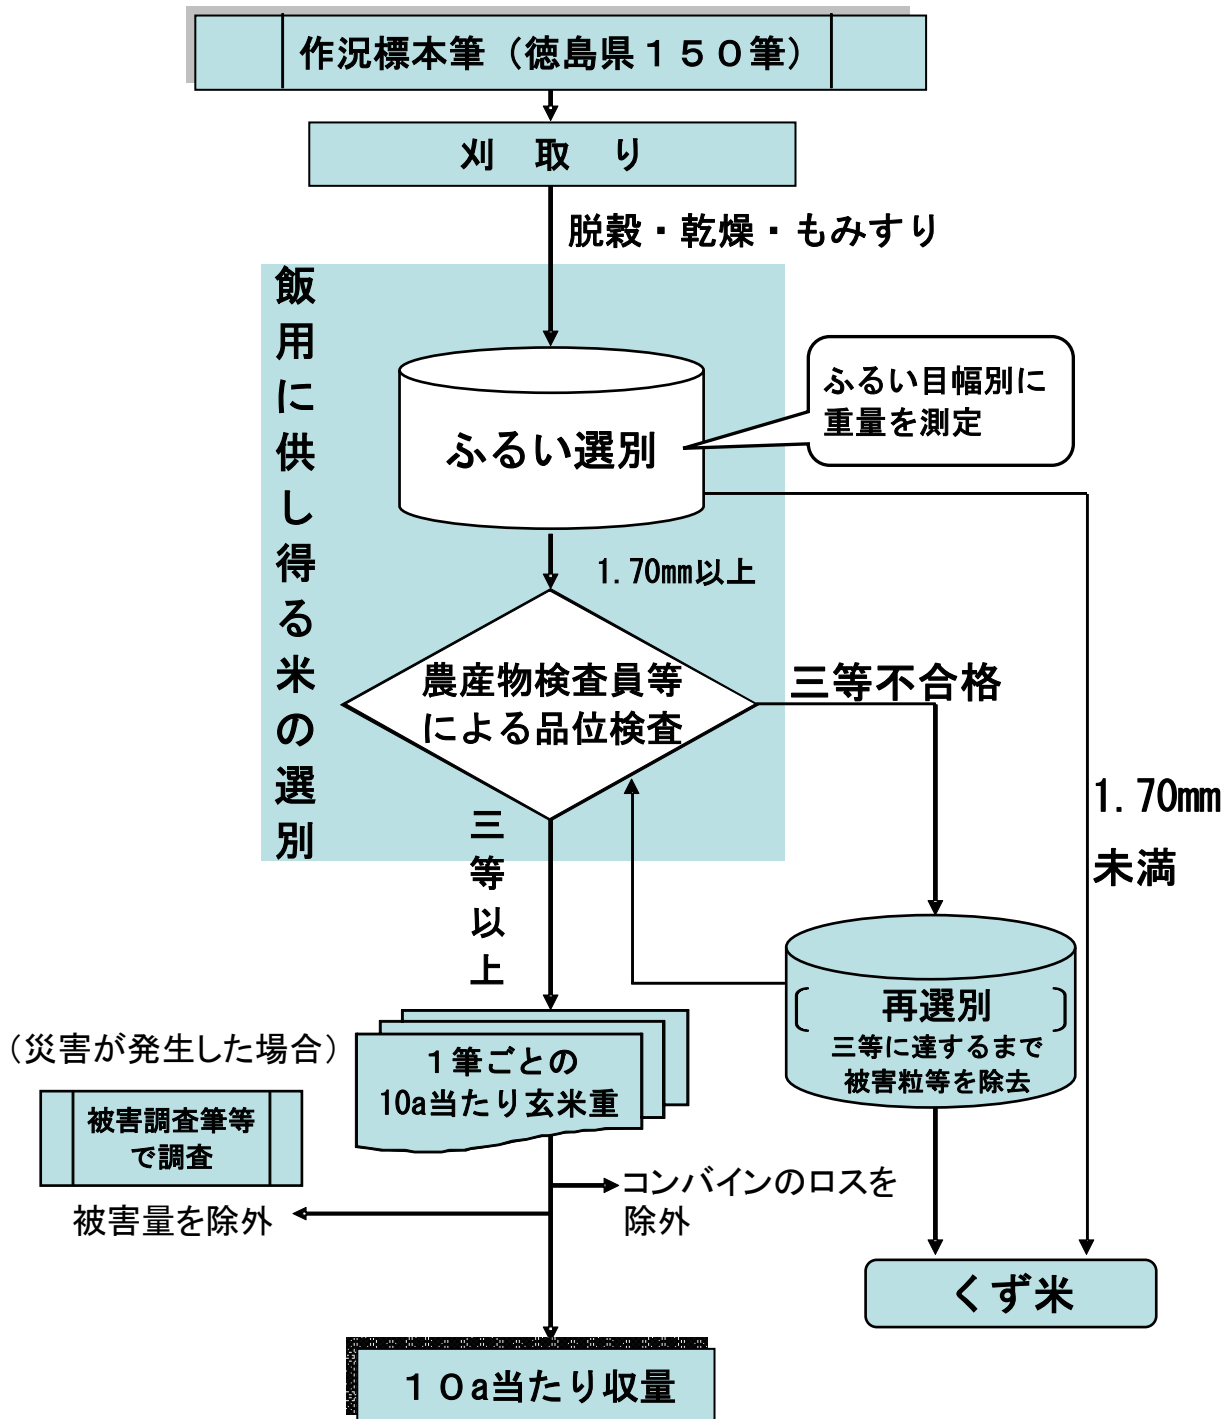 作況標本筆（徳島県１５０筆）
刈　取　り
脱穀・乾燥・もみすり
飯用に供し得る米の選別
ふるい目幅別に
重量を測定
ふるい選別
1.70mm以上
農産物検査員等
による品位検査
三等不合格
1.70mm
未満
三等以上
再選別
三等に達するまで
被害粒等を除去
（災害が発生した場合）
１筆ごとの
10a当たり玄米重
被害調査筆等
で調査
コンバインのロスを
除外
被害量を除外
くず米
１０a当たり収量